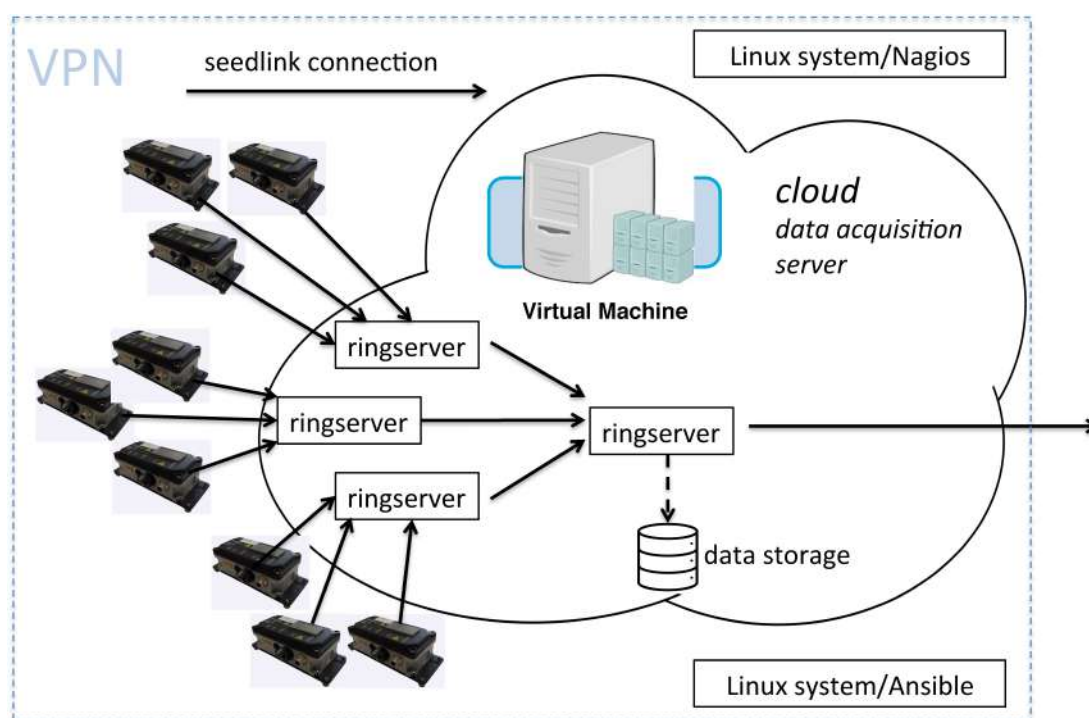 VPN
seedlink connection
Linux system/Nagios
cloud
data acquisition
server
Virtual Machine
ringserver
ringserver
ringserver
ringserver
data storage
Linux system/Ansible